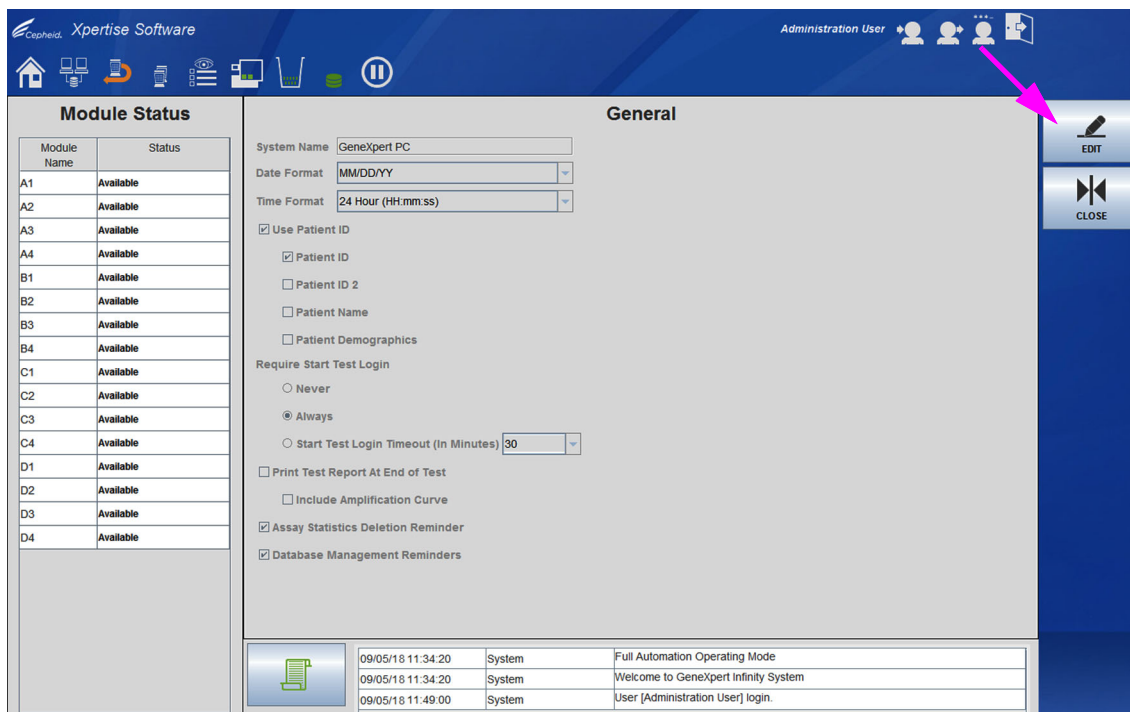 Cepheid. Xpertise Software
Administration User
Module Status
Module Name
Status
A1 Available
A2 Available
A3 Available
A4 Available
B1 Available
B2 Available
B3 Available
B4 Available
C1 Available
C2 Available
C3 Available
C4 Available
D1 Available
D2 Available
D3 Available
D4 Available
General
System Name GeneXpert PC
Date Format MM/DD/YY
Time Format 24 Hour (HH:mm:ss)
Use Patient ID
Patient ID
Patient ID 2
Patient Name
Patient Demographics
Require Start Test Login
Never
Always
Start Test Login Timeout (In Minutes) 30
Print Test Report At End of Test
Include Amplification Curve
Assay Statistics Deletion Reminder
Database Management Reminders
EDIT
CLOSE
09/05/18 11:34:20 System Full Automation Operating Mode
09/05/18 11:34:20 System Welcome to GeneXpert Infinity System
09/05/18 11:49:00 System User [Administration User] login.